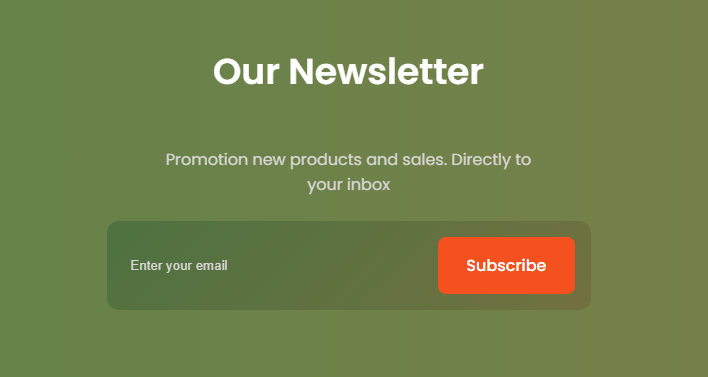 Our Newsletter
Promotion new products and sales. Directly to
your inbox
Enter your email
Subscribe